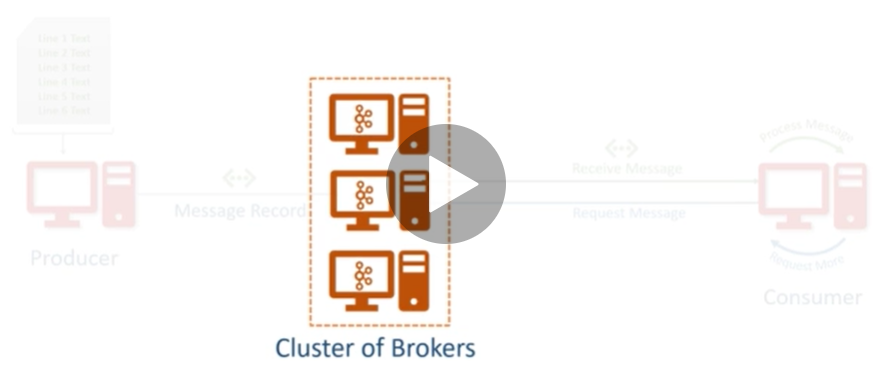 Line 1 Text
Line 2 Text
Line 3 Text
Line 4 Text
Line 5 Text
Line 6 Text
Producer
Message Record
Cluster of Brokers
Receive Message
Request Message
Process Message
Request More
Consumer